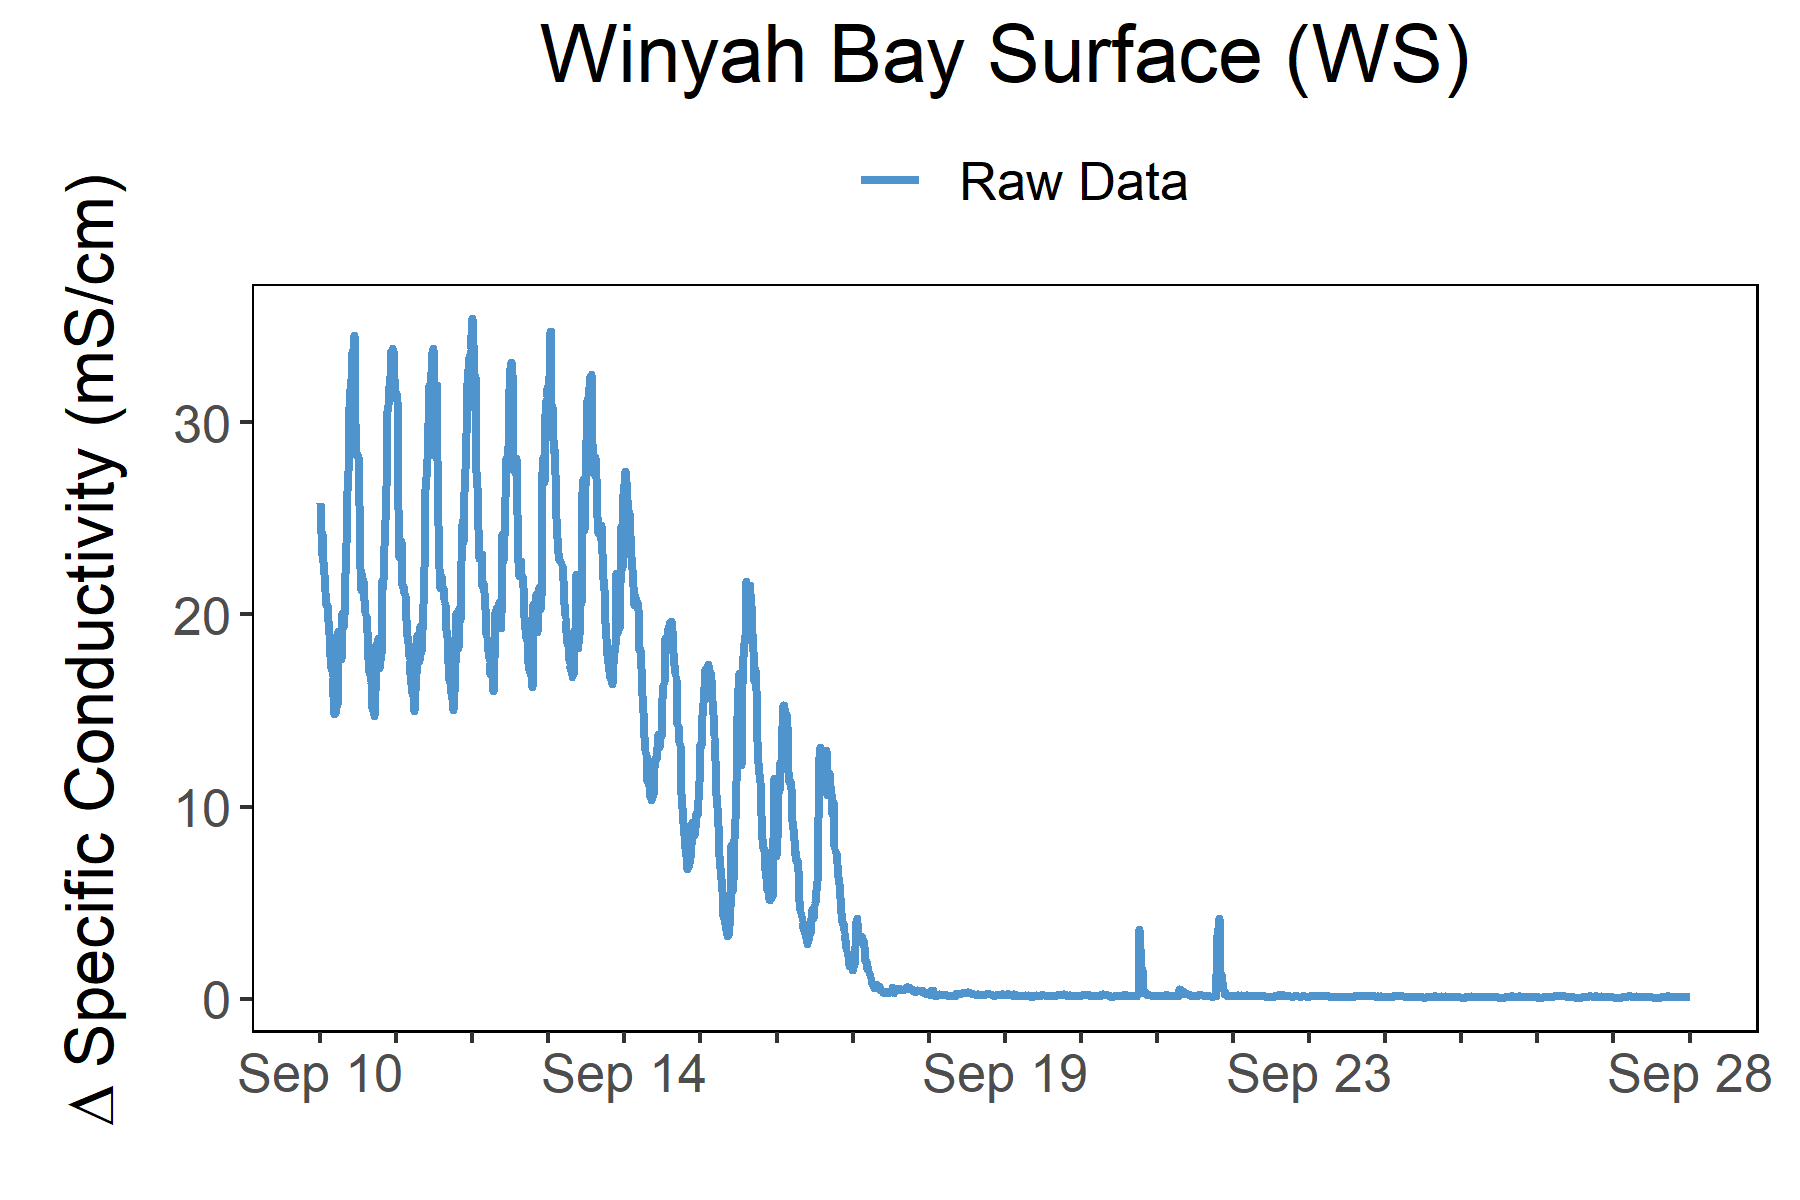 Winyah Bay Surface (WS)
Raw Data
Δ Specific Conductivity (mS/cm)
30
20
10
0
Sep 10 Sep 14 Sep 19 Sep 23 Sep 28